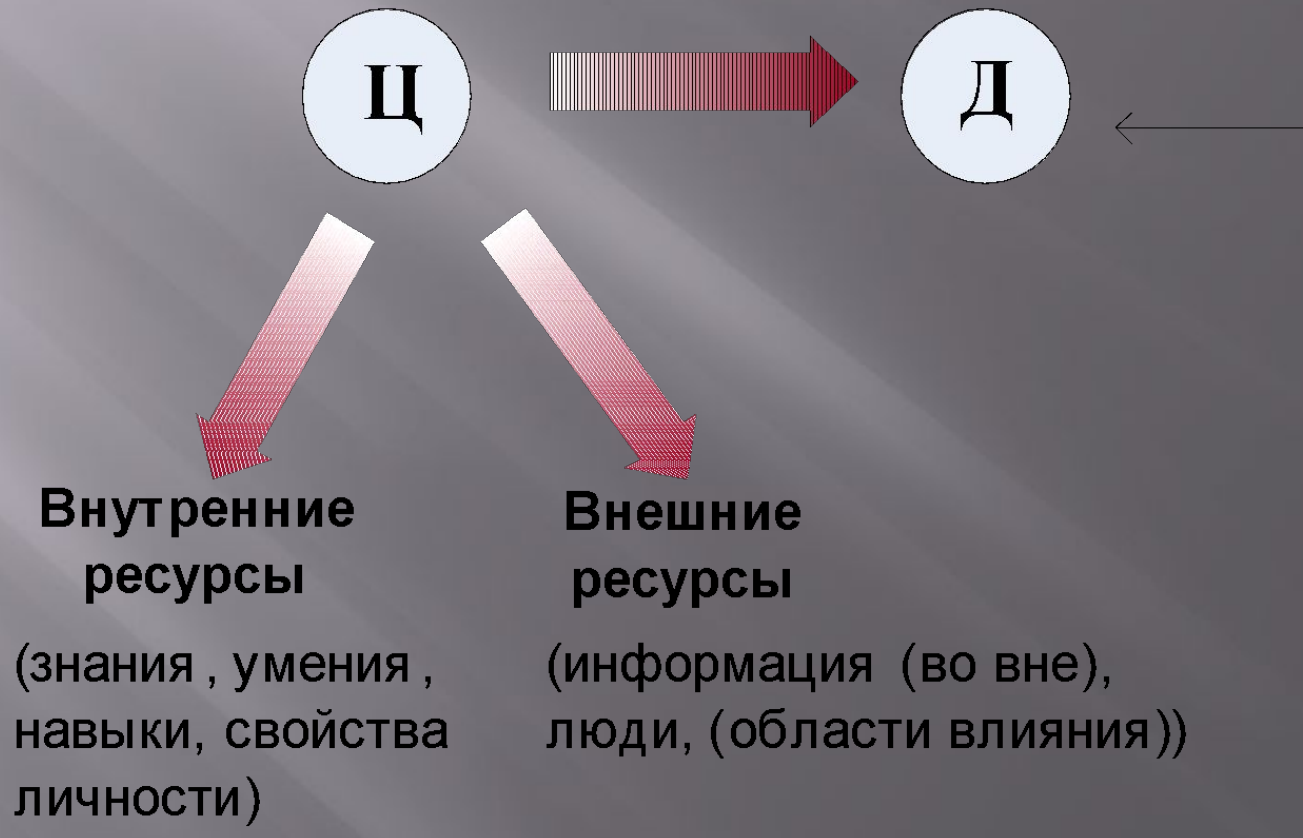 Ц
Д
Внутренние
ресурсы
(знания, умения,
навыки, свойства
личности)
Внешние
ресурсы
(информация (во вне),
люди, (области влияния))